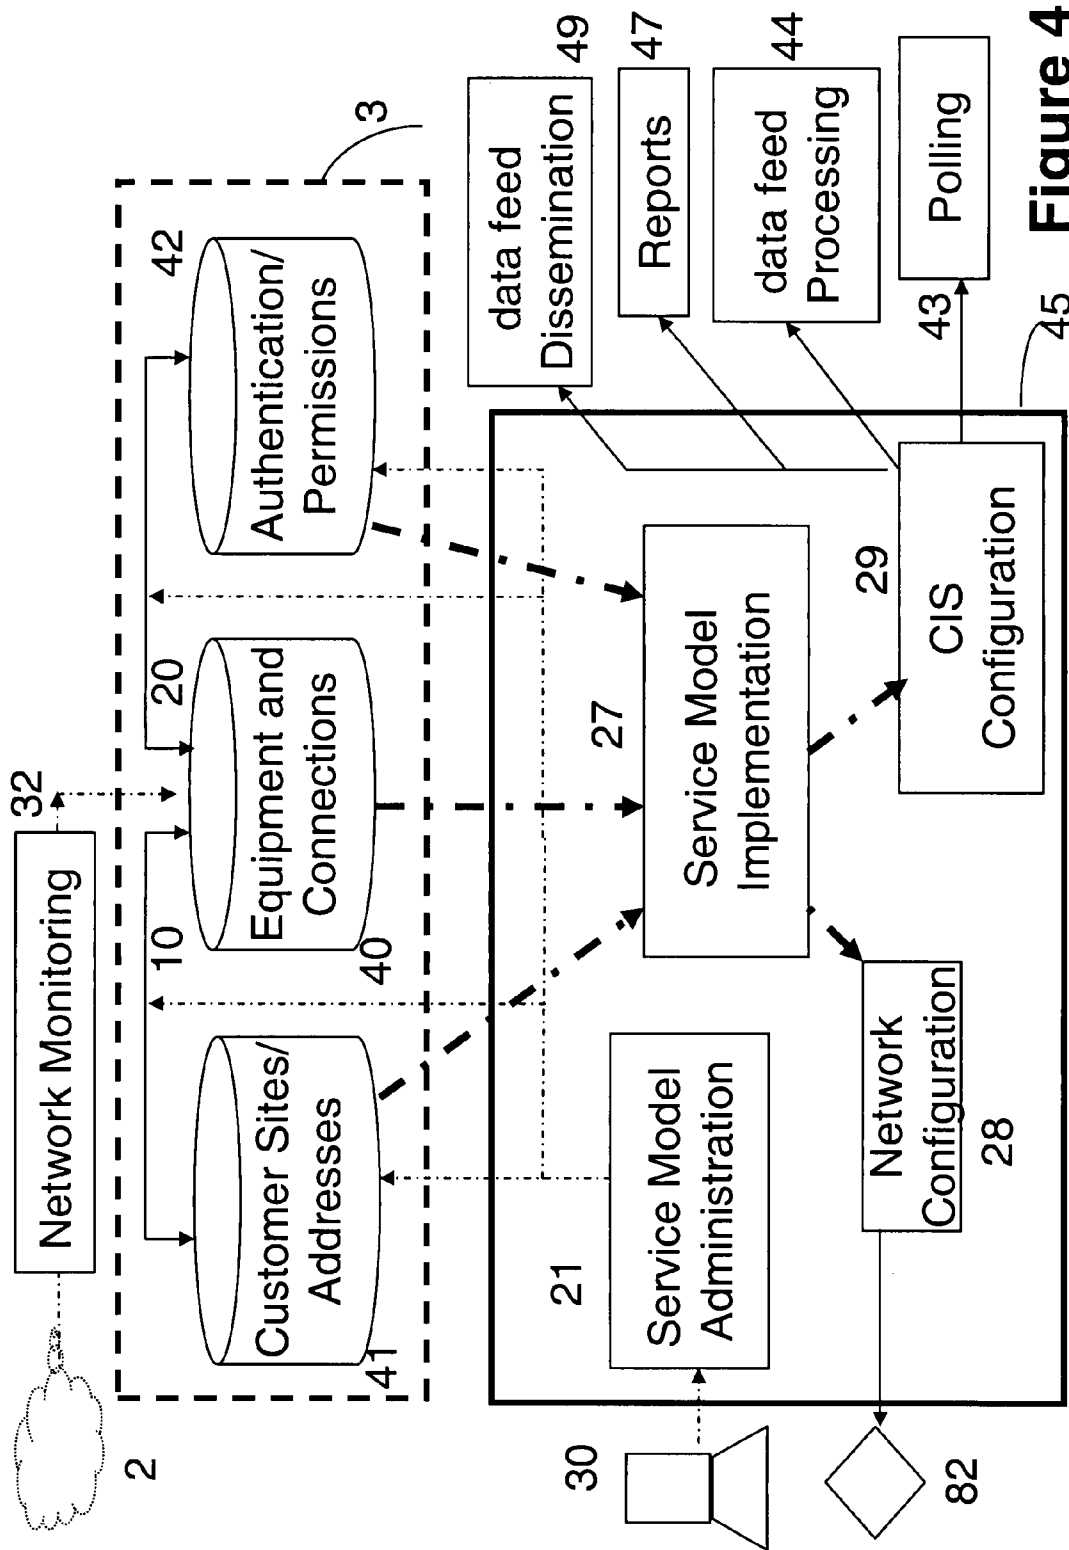 2
Network Monitoring
32
3
10
20
42
Customer Sites/
Addresses
41
Equipment and
Connections
40
Authentication/
Permissions
data feed
Dissemination
49
Reports
47
data feed
Processing
44
Polling
43
45
30
21
Service Model
Administration
27
Service Model
Implementation
29
CIS
Configuration
Network
Configuration
28
82
Figure 4